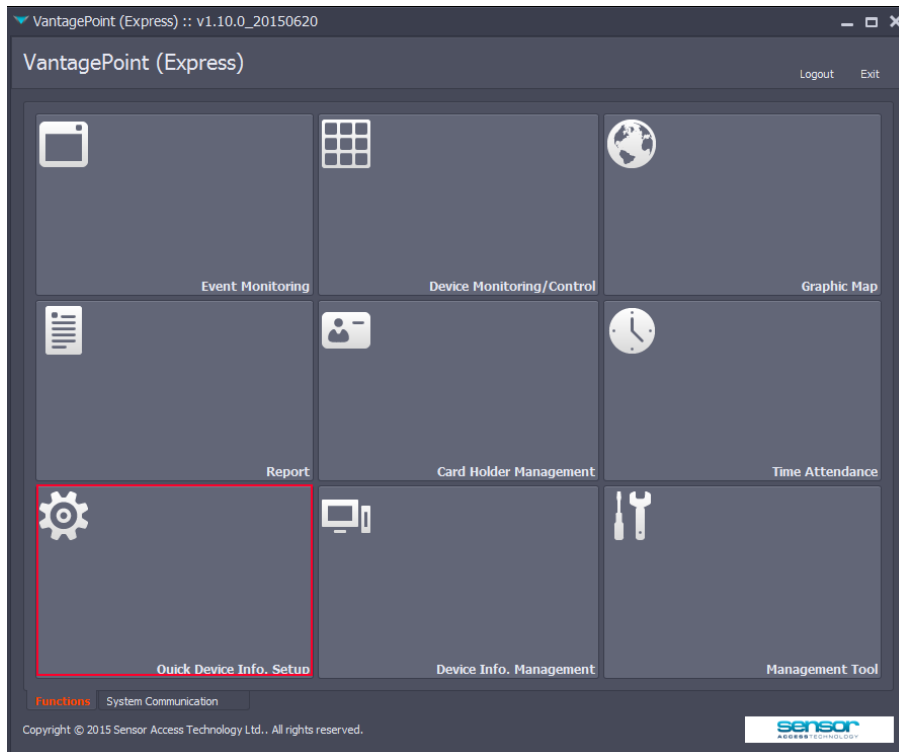 VantagePoint (Express) :: v1.10.0_20150620
VantagePoint (Express)
Logout Exit
Event Monitoring
Device Monitoring/Control
Graphic Map
Report
Card Holder Management
Time Attendance
Quick Device Info. Setup
Device Info. Management
Management Tool
Functions System Communication
Copyright © 2015 Sensor Access Technology Ltd.. All rights reserved.
sensor
ACCESS TECHNOLOGY